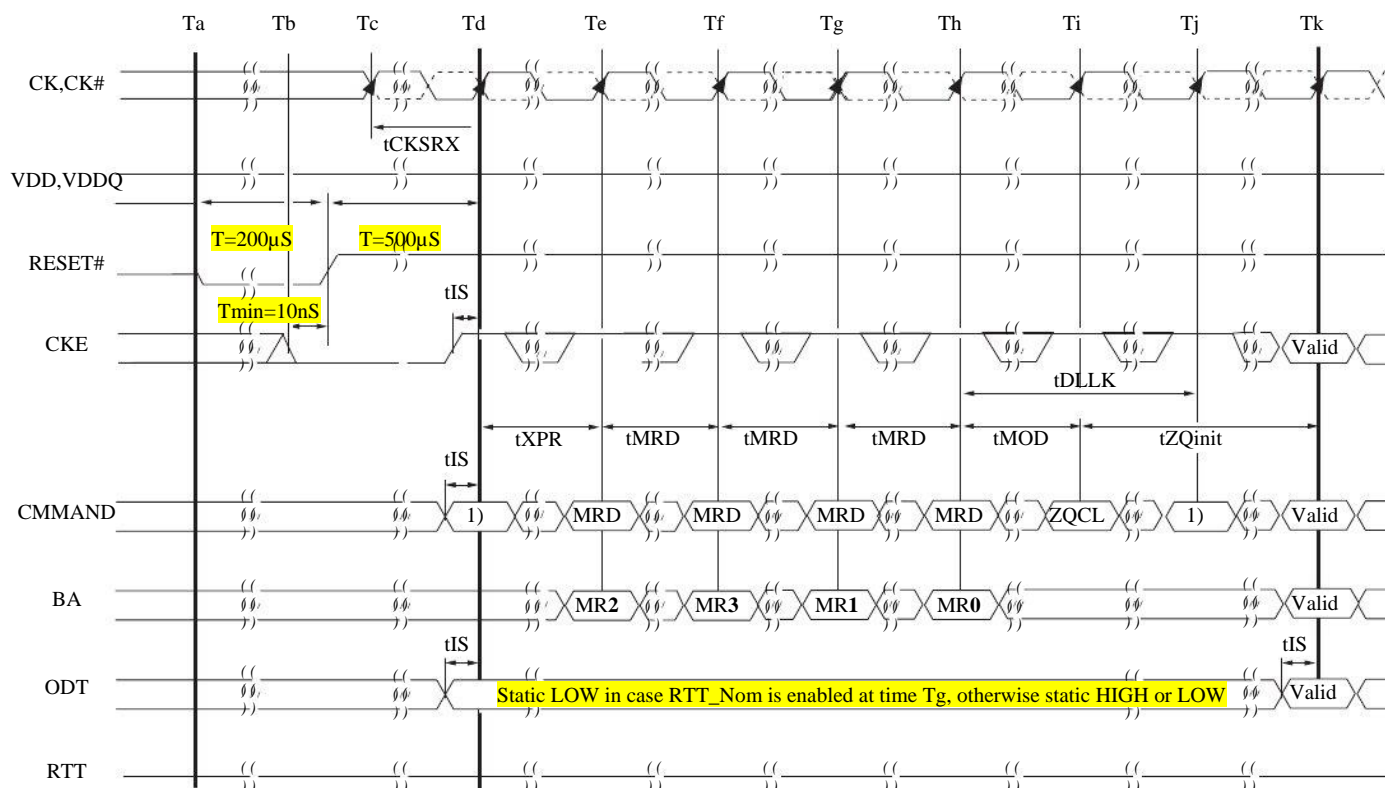 Ta Tb Tc Td Te Tf Tg Th Ti Tj Tk
CK,CK#
tCKSRX
VDD,VDDQ
T=200µS T=500µS
RESET#
Tmin=10nS tIS
CKE Valid
tDLLK
tXPR tMRD tMRD tMRD tMOD tZQinit
tIS
CMMAND 1) MRD MRD MRD MRD ZQCL 1) Valid
BA MR2 MR3 MR1 MR0 Valid
tIS tIS
ODT Static LOW in case RTT_Nom is enabled at time Tg, otherwise static HIGH or LOW Valid
RTT